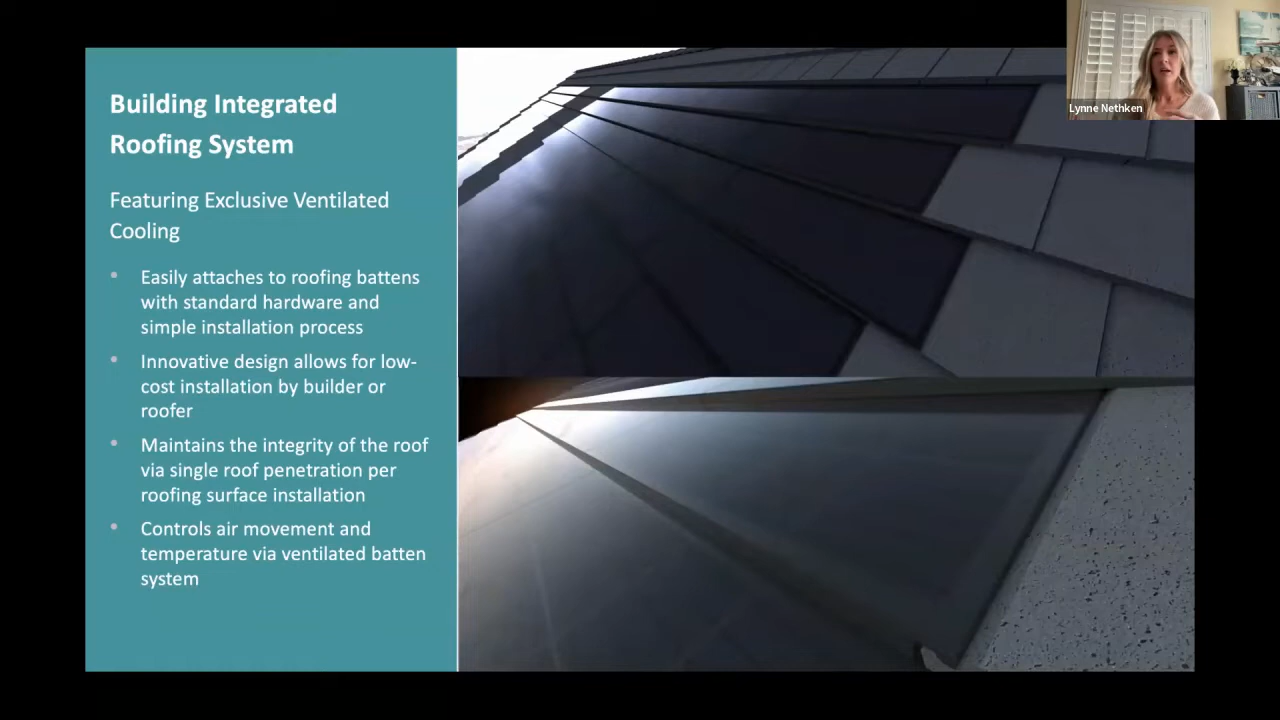 Building Integrated
Roofing System
Featuring Exclusive Ventilated
Cooling
• Easily attaches to roofing battens
with standard hardware and
simple installation process
• Innovative design allows for low-
cost installation by builder or
roofer
• Maintains the integrity of the roof
via single roof penetration per
roofing surface installation
• Controls air movement and
temperature via ventilated batten
system
Lynne Nethken